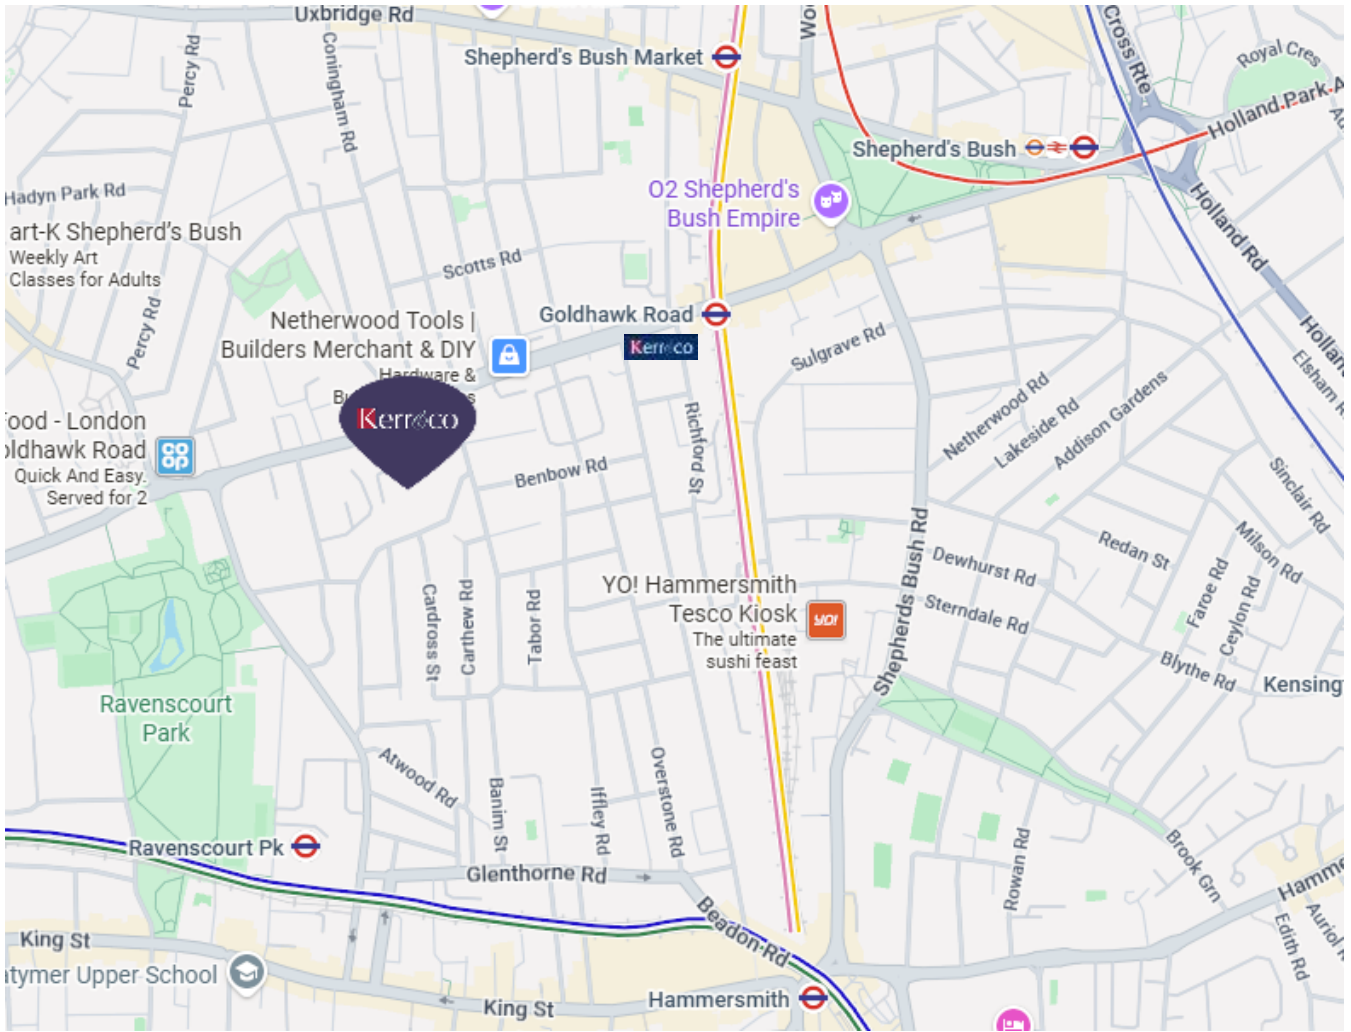 Uxbridge Rd
Percy Rd
Coningham Rd
Shepherd's Bush Market
Cross Rte
Royal Cres
Holland Park A
Shepherd's Bush
Hadyn Park Rd
O2 Shepherd's
Bush Empire
Holland Rd
art-K Shepherd's Bush
Weekly Art
Classes for Adults
Scotts Rd
Percy Rd
Goldhawk Road
Netherwood Tools |
Builders Merchant & DIY
Hardware &
Kerr&co
Sulgrave Rd
Holland
Elsham R
Kerr&co
Richford St
Netherwood Rd
Lakeside Rd
Addison Gardens
Food - London
oldhawk Road
Quick And Easy.
Served for 2
co
op
Benbow Rd
Sinclair Rd
Shepherds Bush Rd
Milson Rd
Redan St
Dewhurst Rd
Faroe Rd
Ceylon Rd
Sterndale Rd
YO! Hammersmith
Tesco Kiosk
The ultimate
sushi feast
YO!
Cardross St
Carthew Rd
Tabor Rd
Blythe Rd
Kensing
Ravenscourt
Park
Atwood Rd
Banim St
Iffley Rd
Overstone Rd
Ravenscourt Pk
Glenthorne Rd
Rowan Rd
Brook Grn
Hamme
Beadon Rd
Edith Rd
Auriol R
King St
atymer Upper School
King St
Hammersmith